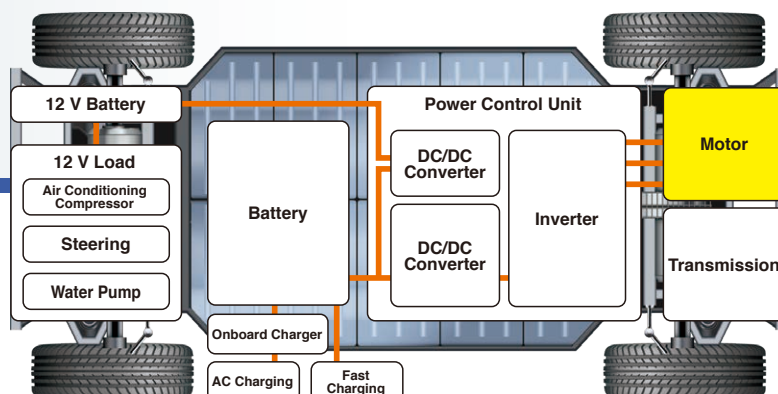 12 V Battery
12 V Load
Air Conditioning
Compressor
Steering
Water Pump
Battery
Onboard Charger
AC Charging
Fast
Charging
Power Control Unit
DC/DC
Converter
DC/DC
Converter
Inverter
Motor
Transmission